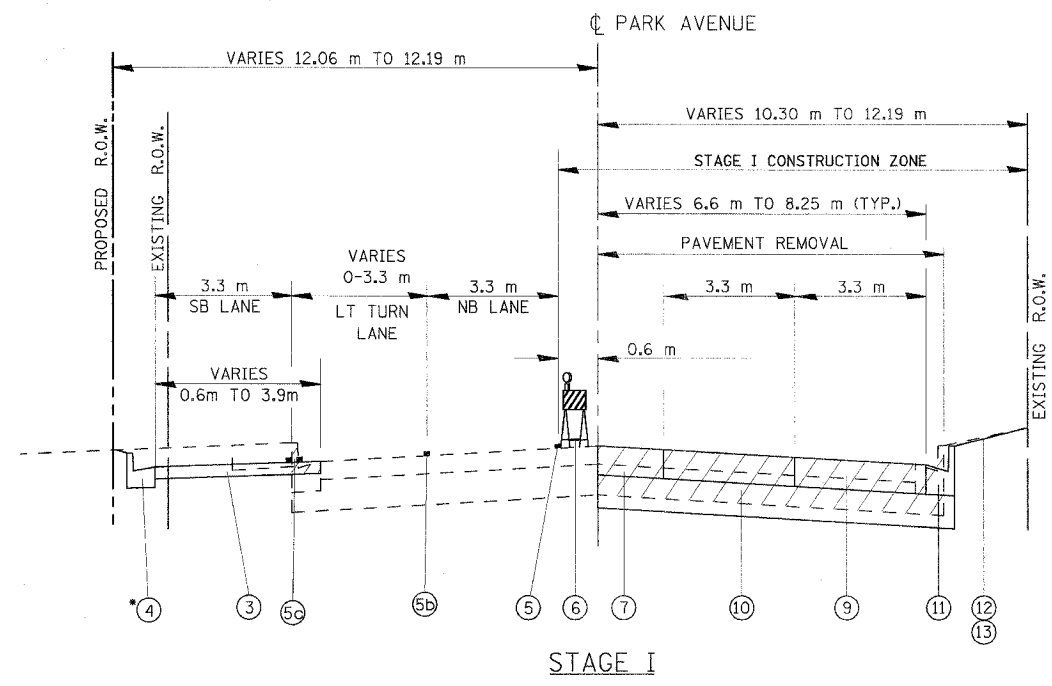 ℄ PARK AVENUE
VARIES 12.06 m TO 12.19 m
VARIES 10.30 m TO 12.19 m
STAGE I CONSTRUCTION ZONE
VARIES 6.6 m TO 8.25 m (TYP.)
PAVEMENT REMOVAL
PROPOSED R.O.W.
EXISTING R.O.W.
VARIES
0-3.3 m
LT TURN
LANE
3.3 m
SB LANE
3.3 m
NB LANE
3.3 m
3.3 m
0.6 m
VARIES
0.6m TO 3.9m
EXISTING R.O.W.
*4
3
5c
5b
5
6
7
10
9
11
12
13
STAGE I